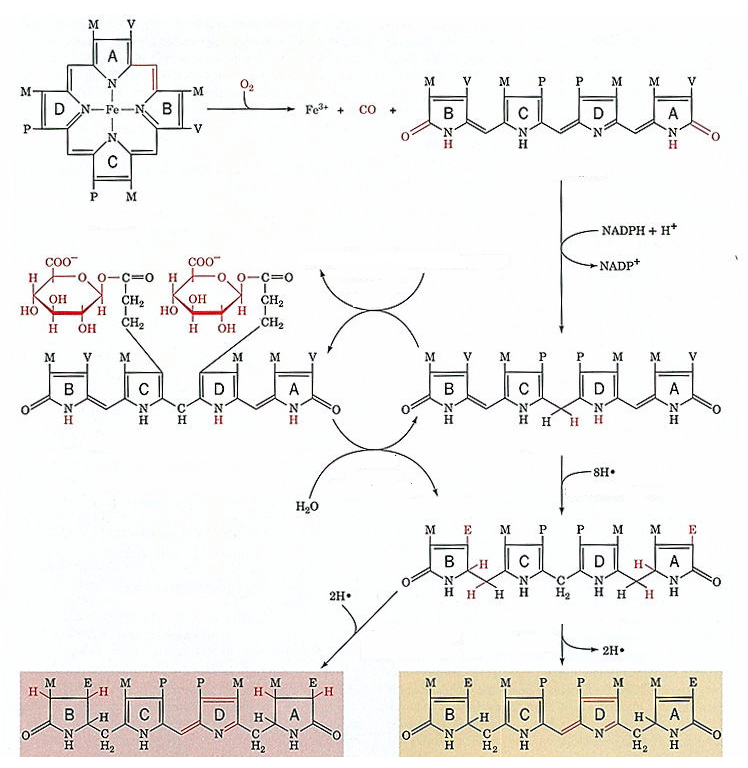 M V
A
N
M M
D N Fe N B
P V
N
C
P M
O₂
Fe³⁺ + CO +
M V M P P M M V
B C D A
O N H N H N N H O
NADPH + H⁺
NADP⁺
COO⁻ COO⁻
H O O C O H O O C O
H H CH₂ H H CH₂
OH H OH H
HO CH₂ HO CH₂
H OH H OH
M V M M M V
B C D A
O N H N H C H N H N H O
M V M P P M M V
B C D A
O N H N H H H N H N H O
H₂O
8H•
M E M P P M M E
B H C D H A
O N H H H N H C H₂ N H H H N H O
2H•
2H•
M E M P P M M E
H H H H
B H C D H A
O N H C H₂ N H N C H₂ N H O
M E M P P M M E
B H C D H A
O N H C H₂ N H N C H₂ N H O